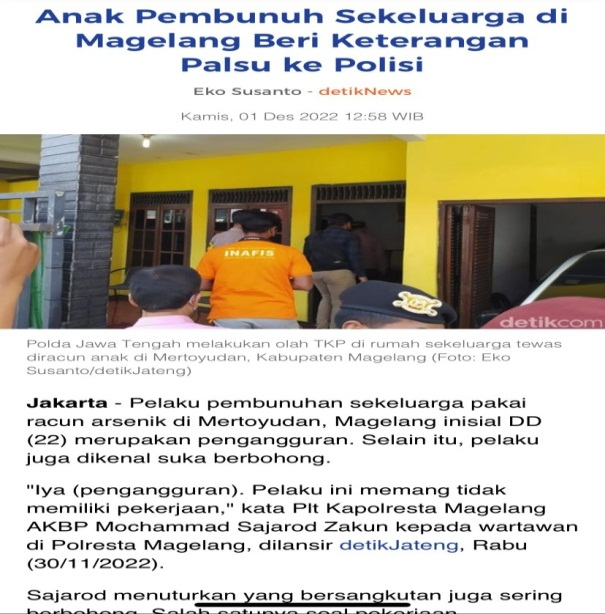 Anak Pembunuh Sekeluarga di
Magelang Beri Keterangan
Palsu ke Polisi
Eko Susanto - detikNews
Kamis, 01 Des 2022 12:58 WIB
INAFIS
detikcom
Polda Jawa Tengah melakukan olah TKP di rumah sekeluarga tewas
diracun anak di Mertoyudan, Kabupaten Magelang (Foto: Eko
Susanto/detikJateng)
Jakarta - Pelaku pembunuhan sekeluarga pakai
racun arsenik di Mertoyudan, Magelang inisial DD
(22) merupakan pengangguran. Selain itu, pelaku
juga dikenal suka berbohong.
"Iya (pengangguran). Pelaku ini memang tidak
memiliki pekerjaan," kata Plt Kapolresta Magelang
AKBP Mochammad Sajarod Zakun kepada wartawan
di Polresta Magelang, dilansir detikJateng, Rabu
(30/11/2022).
Sajarod menuturkan yang bersangkutan juga sering
berbohong. Salah satunya soal pekerjaan